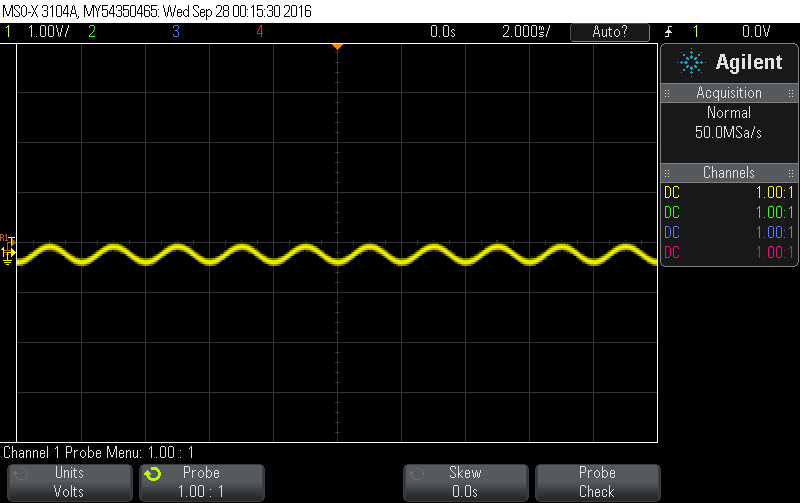 MSO-X 3104A, MY54350465: Wed Sep 28 00:15:30 2016
1 1.00V/ 2 3 4 0.0s 2.000ms/ Auto? 1 0.0V
Agilent
Acquisition
Normal
50.0MSa/s
Channels
DC 1.00:1
DC 1.00:1
DC 1.00:1
DC 1.00:1
R1
1
Channel 1 Probe Menu: 1.00 : 1
Units Probe Skew Probe
Volts 1.00 : 1 0.0s Check